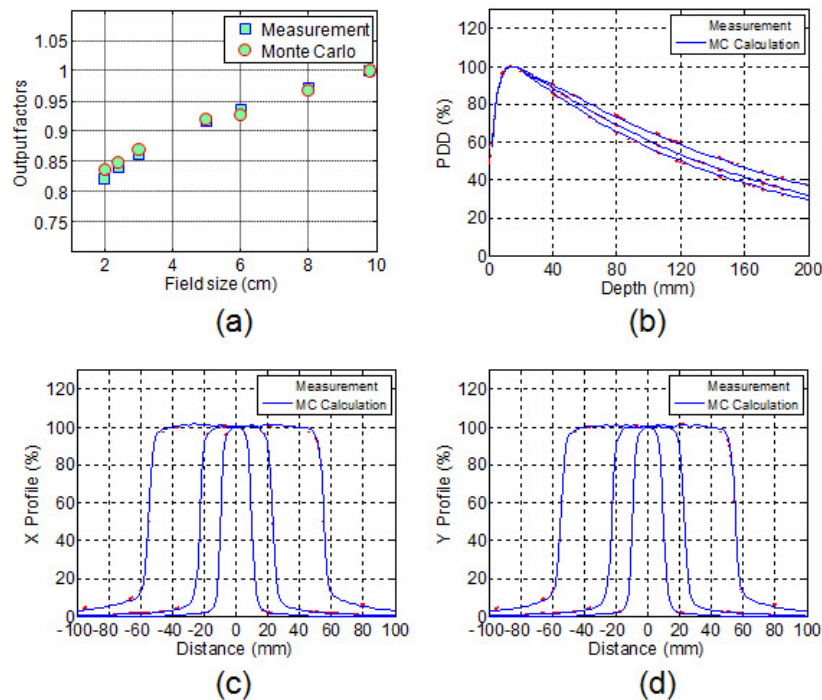 Measurement
Monte Carlo
1.05
1
0.95
0.9
0.85
0.8
0.75
Output factors
2 4 6 8 10
Field size (cm)
(a)
Measurement
MC Calculation
120
100
80
60
40
20
0
PDD (%)
0 40 80 120 160 200
Depth (mm)
(b)
Measurement
MC Calculation
120
100
80
60
40
20
0
X Profile (%)
-100 -80 -60 -40 -20 0 20 40 60 80 100
Distance (mm)
(c)
Measurement
MC Calculation
120
100
80
60
40
20
0
Y Profile (%)
-100 -80 -60 -40 -20 0 20 40 60 80 100
Distance (mm)
(d)